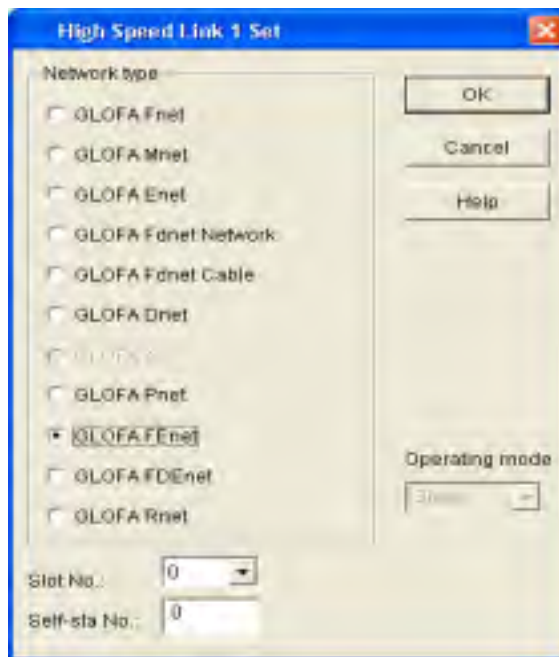 High Speed Link 1 Set
Network type
GLOFA Fnet
GLOFA Mnet
GLOFA Enet
GLOFA Fdnet Network
GLOFA Fdnet Cable
GLOFA Dnet
GLOFA
GLOFA Pnet
GLOFA FEnet
GLOFA FDEnet
GLOFA Rnet
OK
Cancel
Help
Operating mode
Slot No.:
0
Self-sta No.:
0